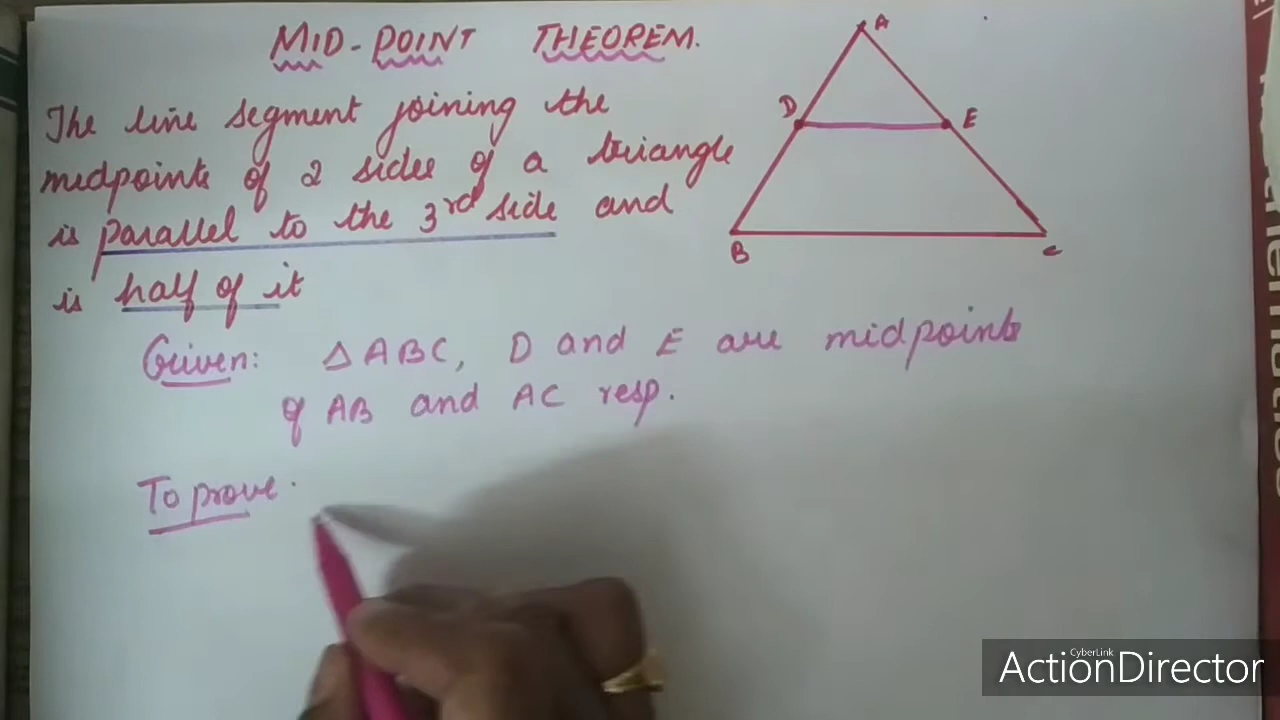 MID-POINT THEOREM.
The line segment joining the
midpoints of 2 sides of a triangle
is parallel to the 3rd side and
is half of it
A
D
E
B
C
Given: △ABC, D and E are midpoints
of AB and AC resp.
To prove:
CyberLink
ActionDirector